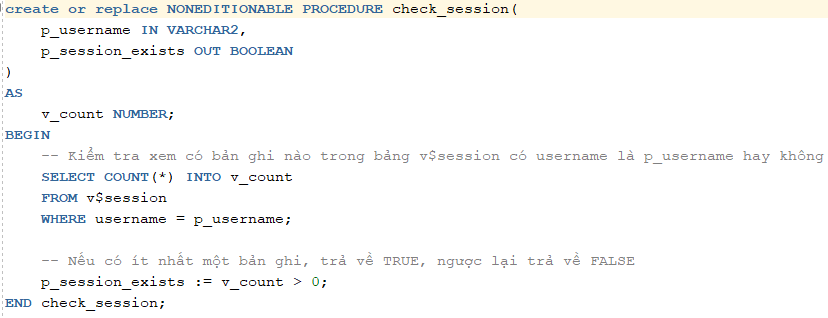 create or replace NONEDITIONABLE PROCEDURE check_session(
p_username IN VARCHAR2,
p_session_exists OUT BOOLEAN
)
AS
v_count NUMBER;
BEGIN
-- Kiểm tra xem có bản ghi nào trong bảng v$session có username là p_username hay không
SELECT COUNT(*) INTO v_count
FROM v$session
WHERE username = p_username;
-- Nếu có ít nhất một bản ghi, trả về TRUE, ngược lại trả về FALSE
p_session_exists := v_count > 0;
END check_session;